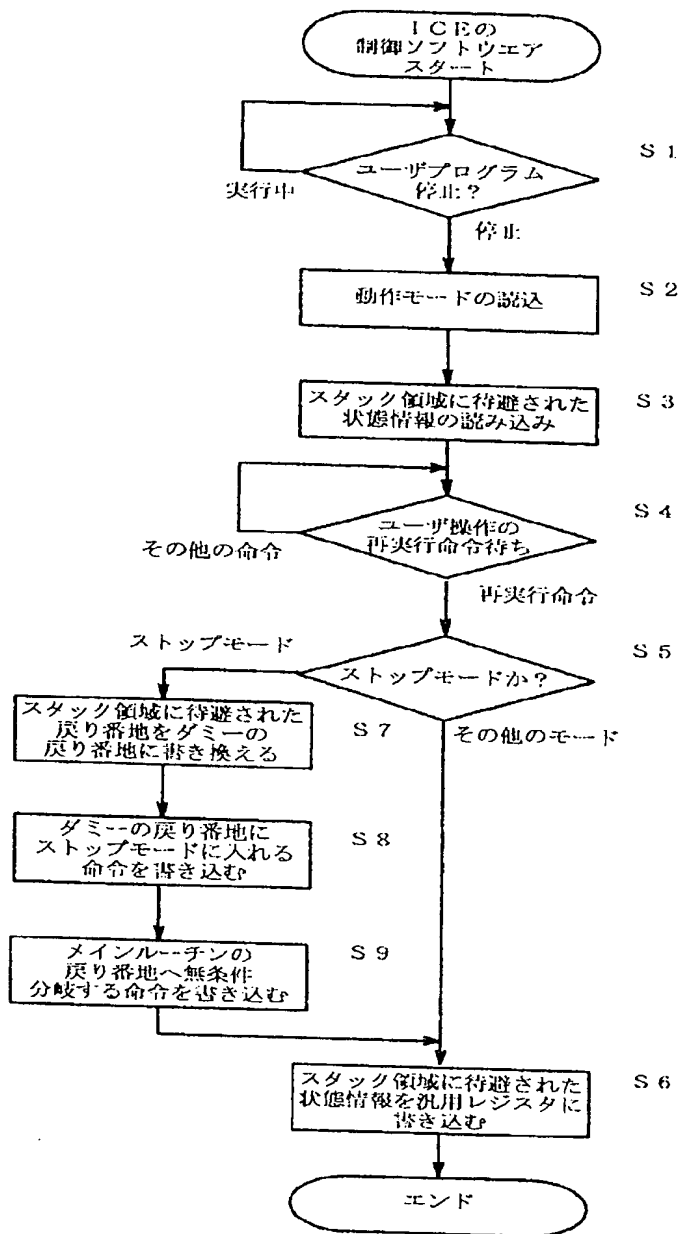 ICEの
制御ソフトウエア
スタート
S1
ユーザプログラム
停止?
実行中
停止
S2
動作モードの読込
S3
スタック領域に待避された
状態情報の読み込み
S4
ユーザ操作の
再実行命令待ち
その他の命令
再実行命令
ストップモード
S5
ストップモードか?
スタック領域に待避された
戻り番地をダミーの
戻り番地に書き換える
S7
その他のモード
ダミーの戻り番地に
ストップモードに入れる
命令を書き込む
S8
メインルーチンの
戻り番地へ無条件
分岐する命令を書き込む
S9
スタック領域に待避された
状態情報を汎用レジスタに
書き込む
S6
エンド